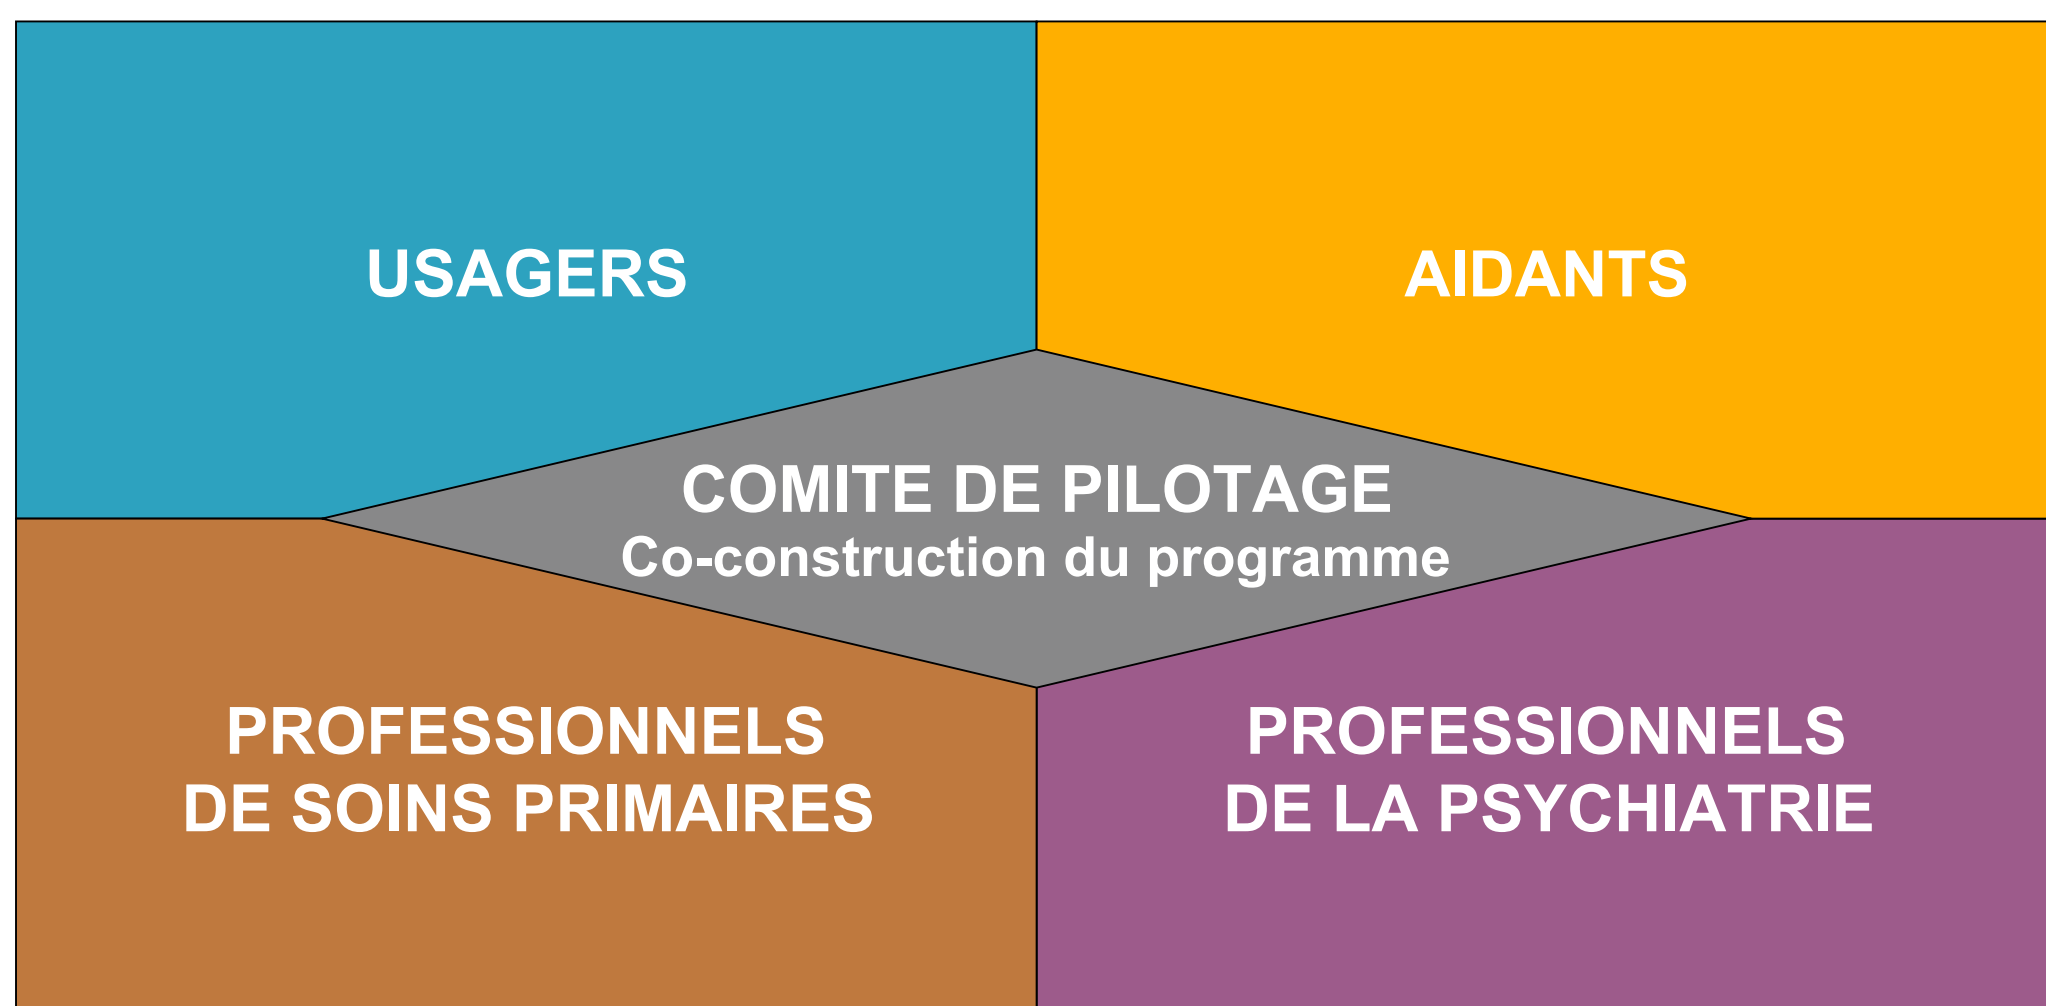 USAGERS
AIDANTS
COMITE DE PILOTAGE
Co-construction du programme
PROFESSIONNELS
DE SOINS PRIMAIRES
PROFESSIONNELS
DE LA PSYCHIATRIE